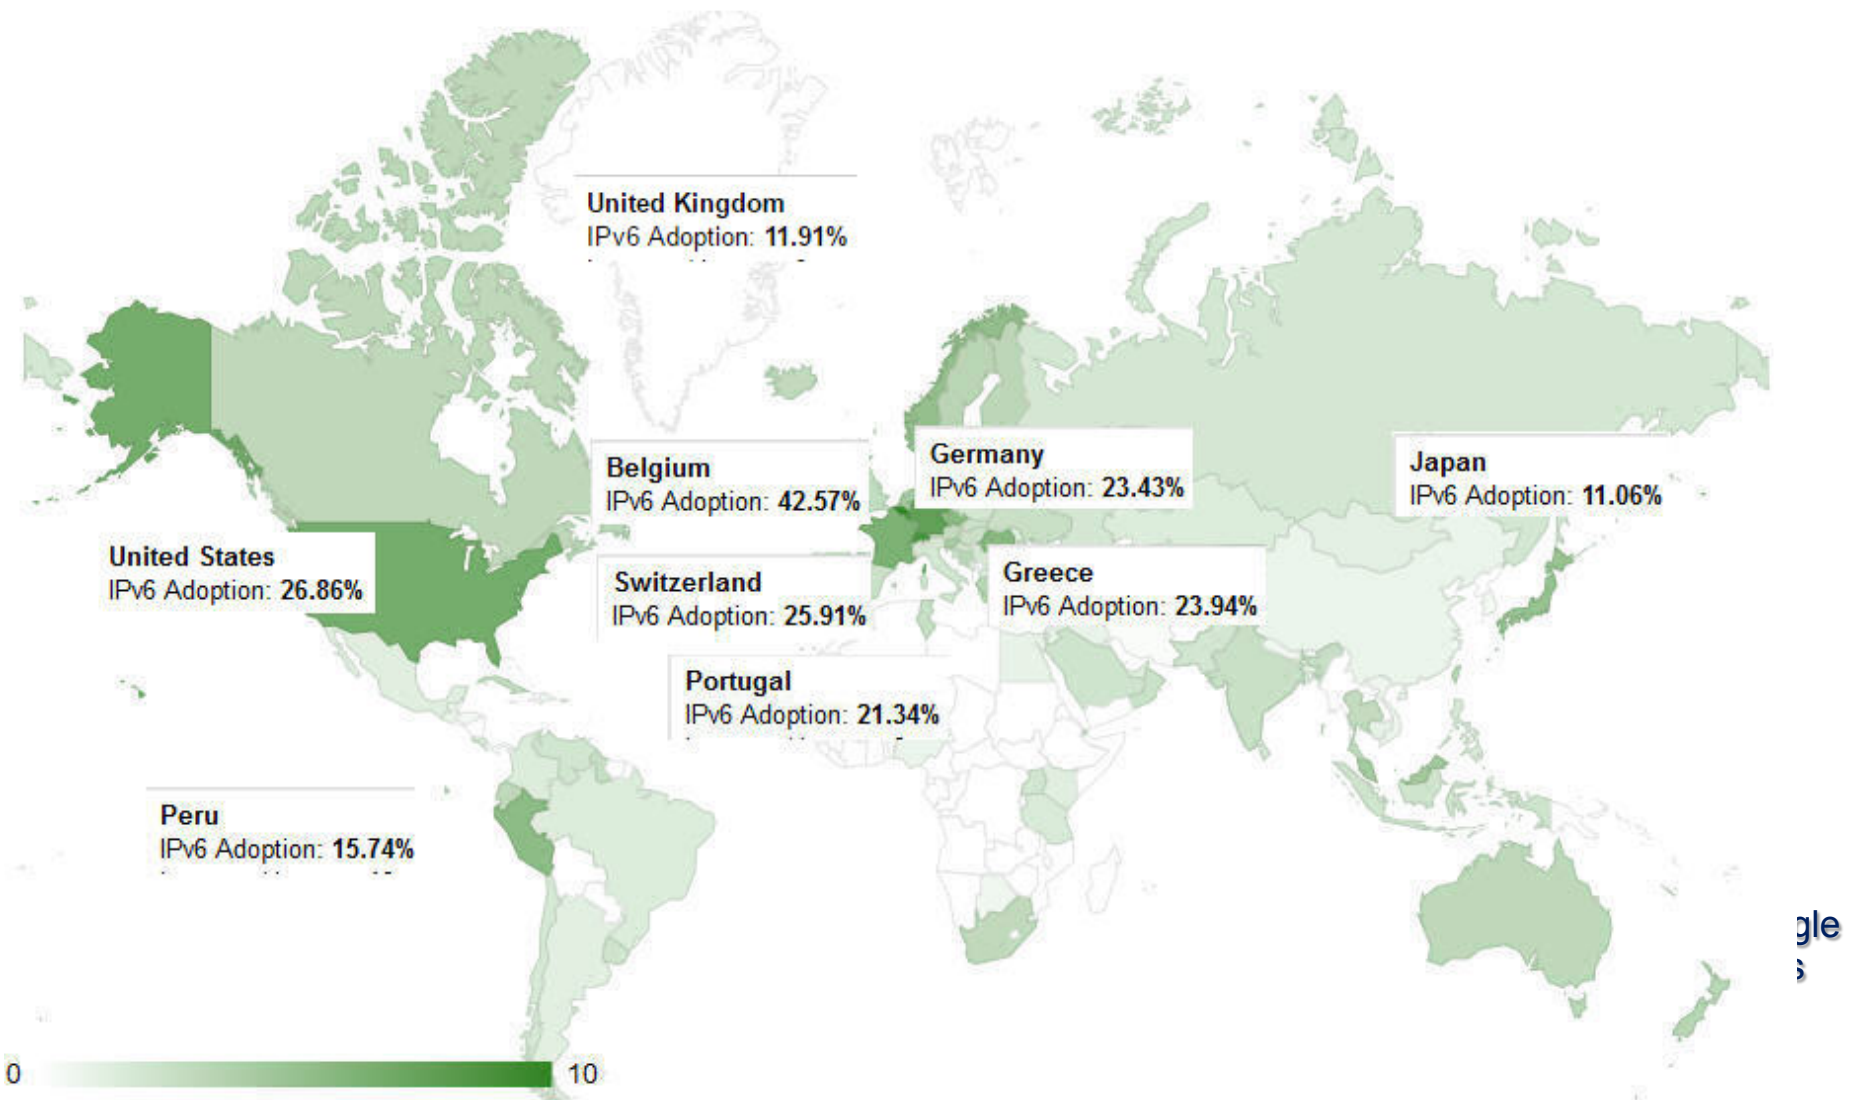 United Kingdom
IPv6 Adoption: 11.91%
Belgium
IPv6 Adoption: 42.57%
Germany
IPv6 Adoption: 23.43%
Japan
IPv6 Adoption: 11.06%
United States
IPv6 Adoption: 26.86%
Switzerland
IPv6 Adoption: 25.91%
Greece
IPv6 Adoption: 23.94%
Portugal
IPv6 Adoption: 21.34%
Peru
IPv6 Adoption: 15.74%
gle
s
0
10